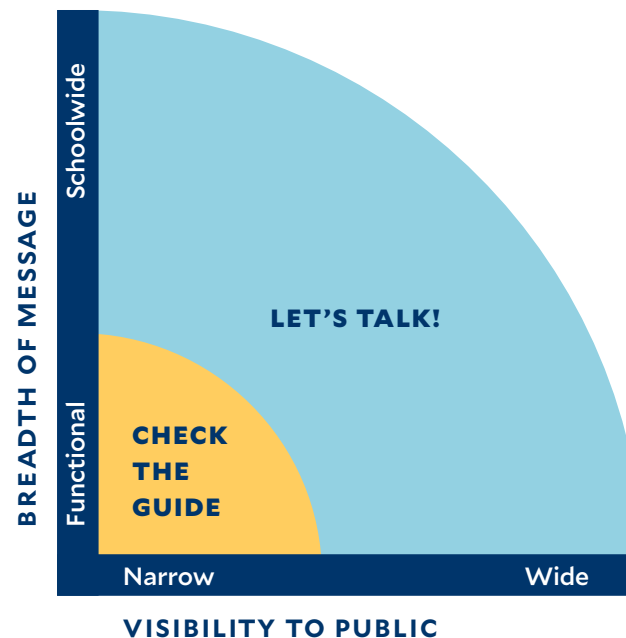 BREADTH OF MESSAGE
Schoolwide
Functional
LET’S TALK!
CHECK
THE
GUIDE
Narrow
Wide
VISIBILITY TO PUBLIC